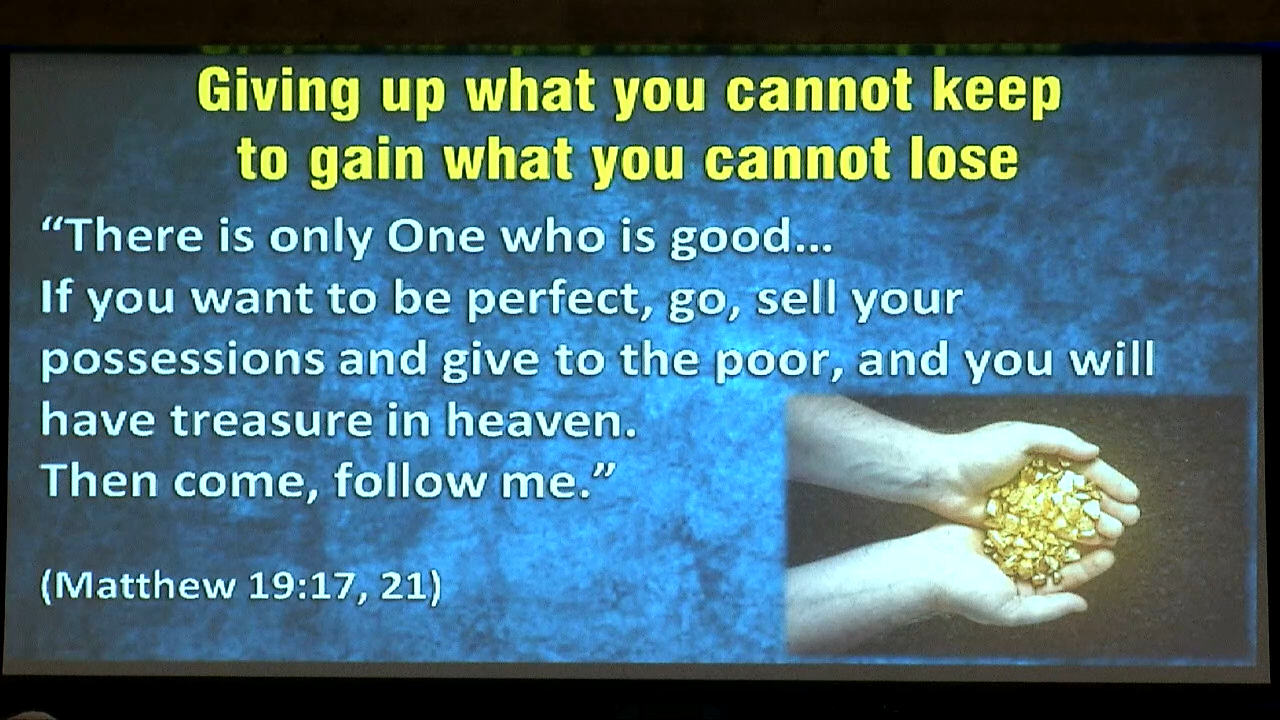 Giving up what you cannot keep
to gain what you cannot lose
“There is only One who is good...
If you want to be perfect, go, sell your
possessions and give to the poor, and you will
have treasure in heaven.
Then come, follow me.”
(Matthew 19:17, 21)